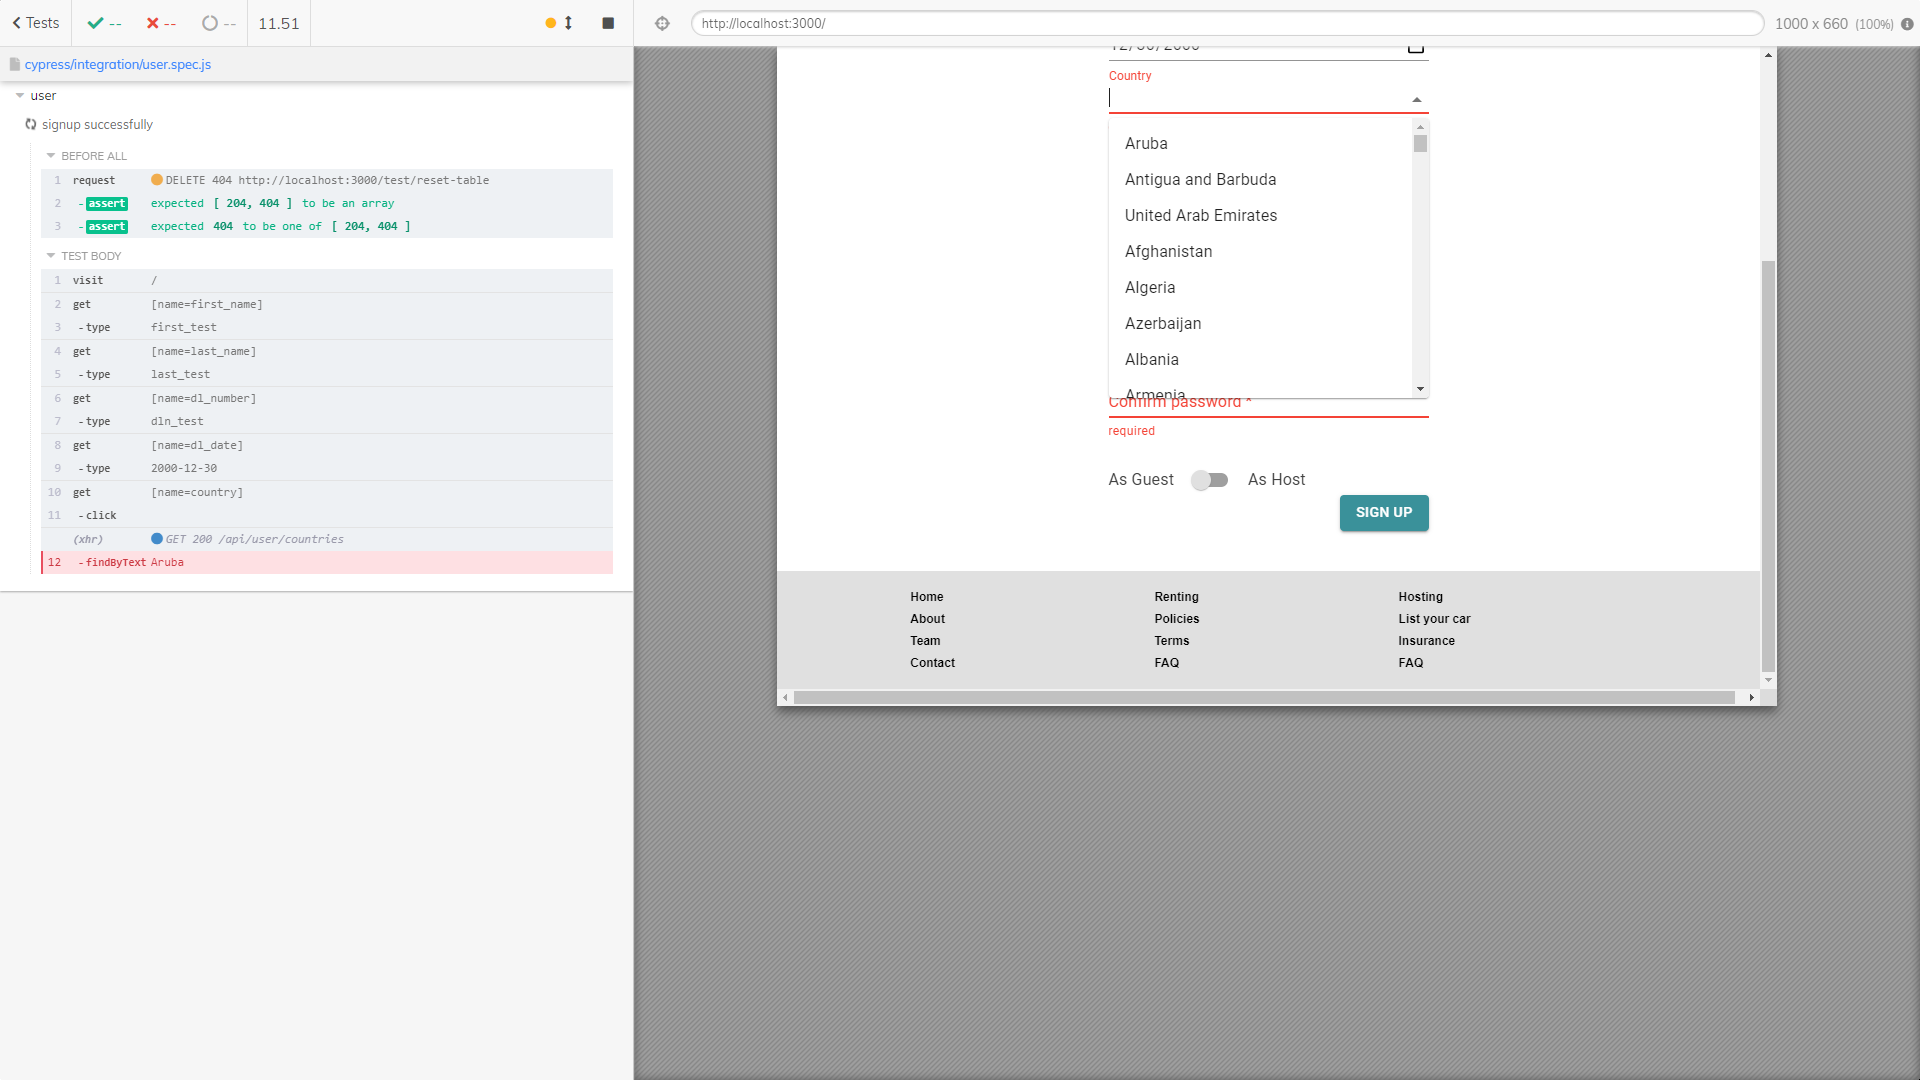 Tests
--
--
--
11.51
http://localhost:3000/
1000 x 660 (100%)
cypress/integration/user.spec.js
user
signup successfully
BEFORE ALL
1 request DELETE 404 http://localhost:3000/test/reset-table
2 -assert expected [ 204, 404 ] to be an array
3 -assert expected 404 to be one of [ 204, 404 ]
TEST BODY
1 visit /
2 get [name=first_name]
3 -type first_test
4 get [name=last_name]
5 -type last_test
6 get [name=dl_number]
7 -type dln_test
8 get [name=dl_date]
9 -type 2000-12-30
10 get [name=country]
11 -click
(xhr) GET 200 /api/user/countries
12 -findByText Aruba
12/30/2000
Country
Aruba
Antigua and Barbuda
United Arab Emirates
Afghanistan
Algeria
Azerbaijan
Albania
Armenia
Confirm password *
required
As Guest As Host
SIGN UP
Home Renting Hosting
About Policies List your car
Team Terms Insurance
Contact FAQ FAQ